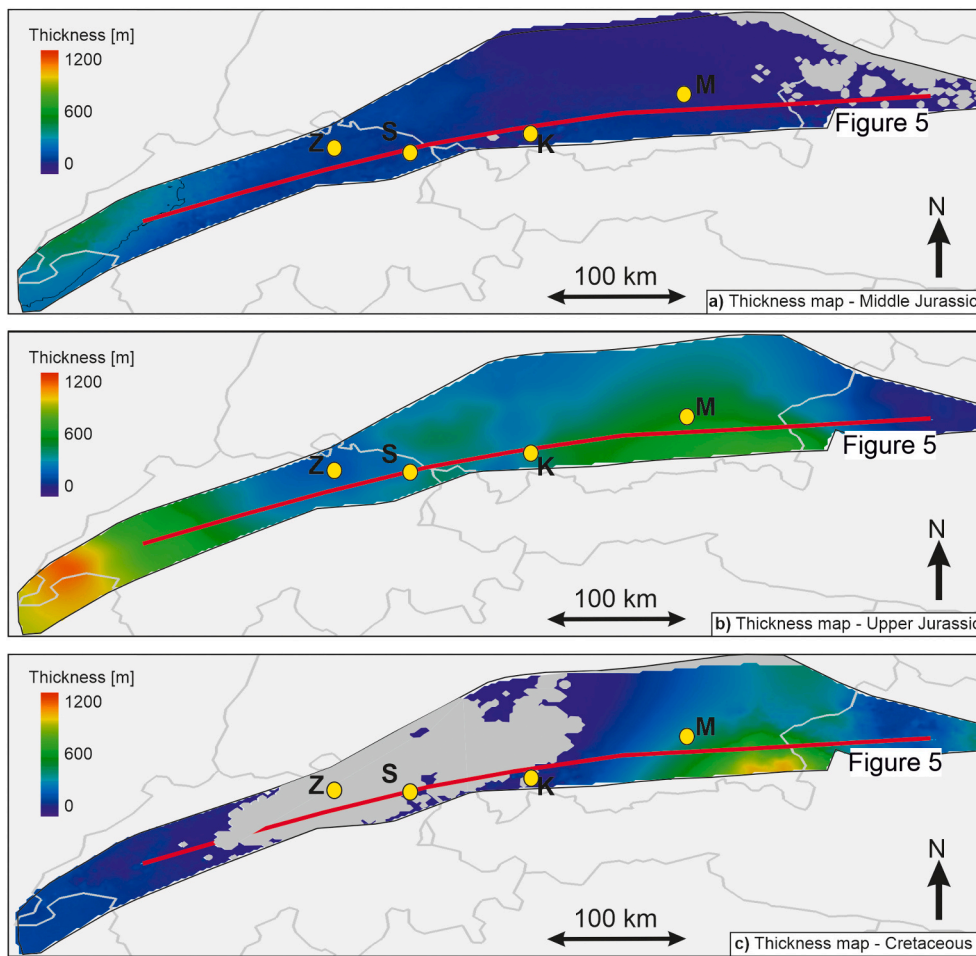 Thickness [m]
1200
600
0
Z
S
K
M
Figure 5
N
100 km
a) Thickness map - Middle Jurassic
Thickness [m]
1200
600
0
Z
S
K
M
Figure 5
N
100 km
b) Thickness map - Upper Jurassic
Thickness [m]
1200
600
0
Z
S
K
M
Figure 5
N
100 km
c) Thickness map - Cretaceous